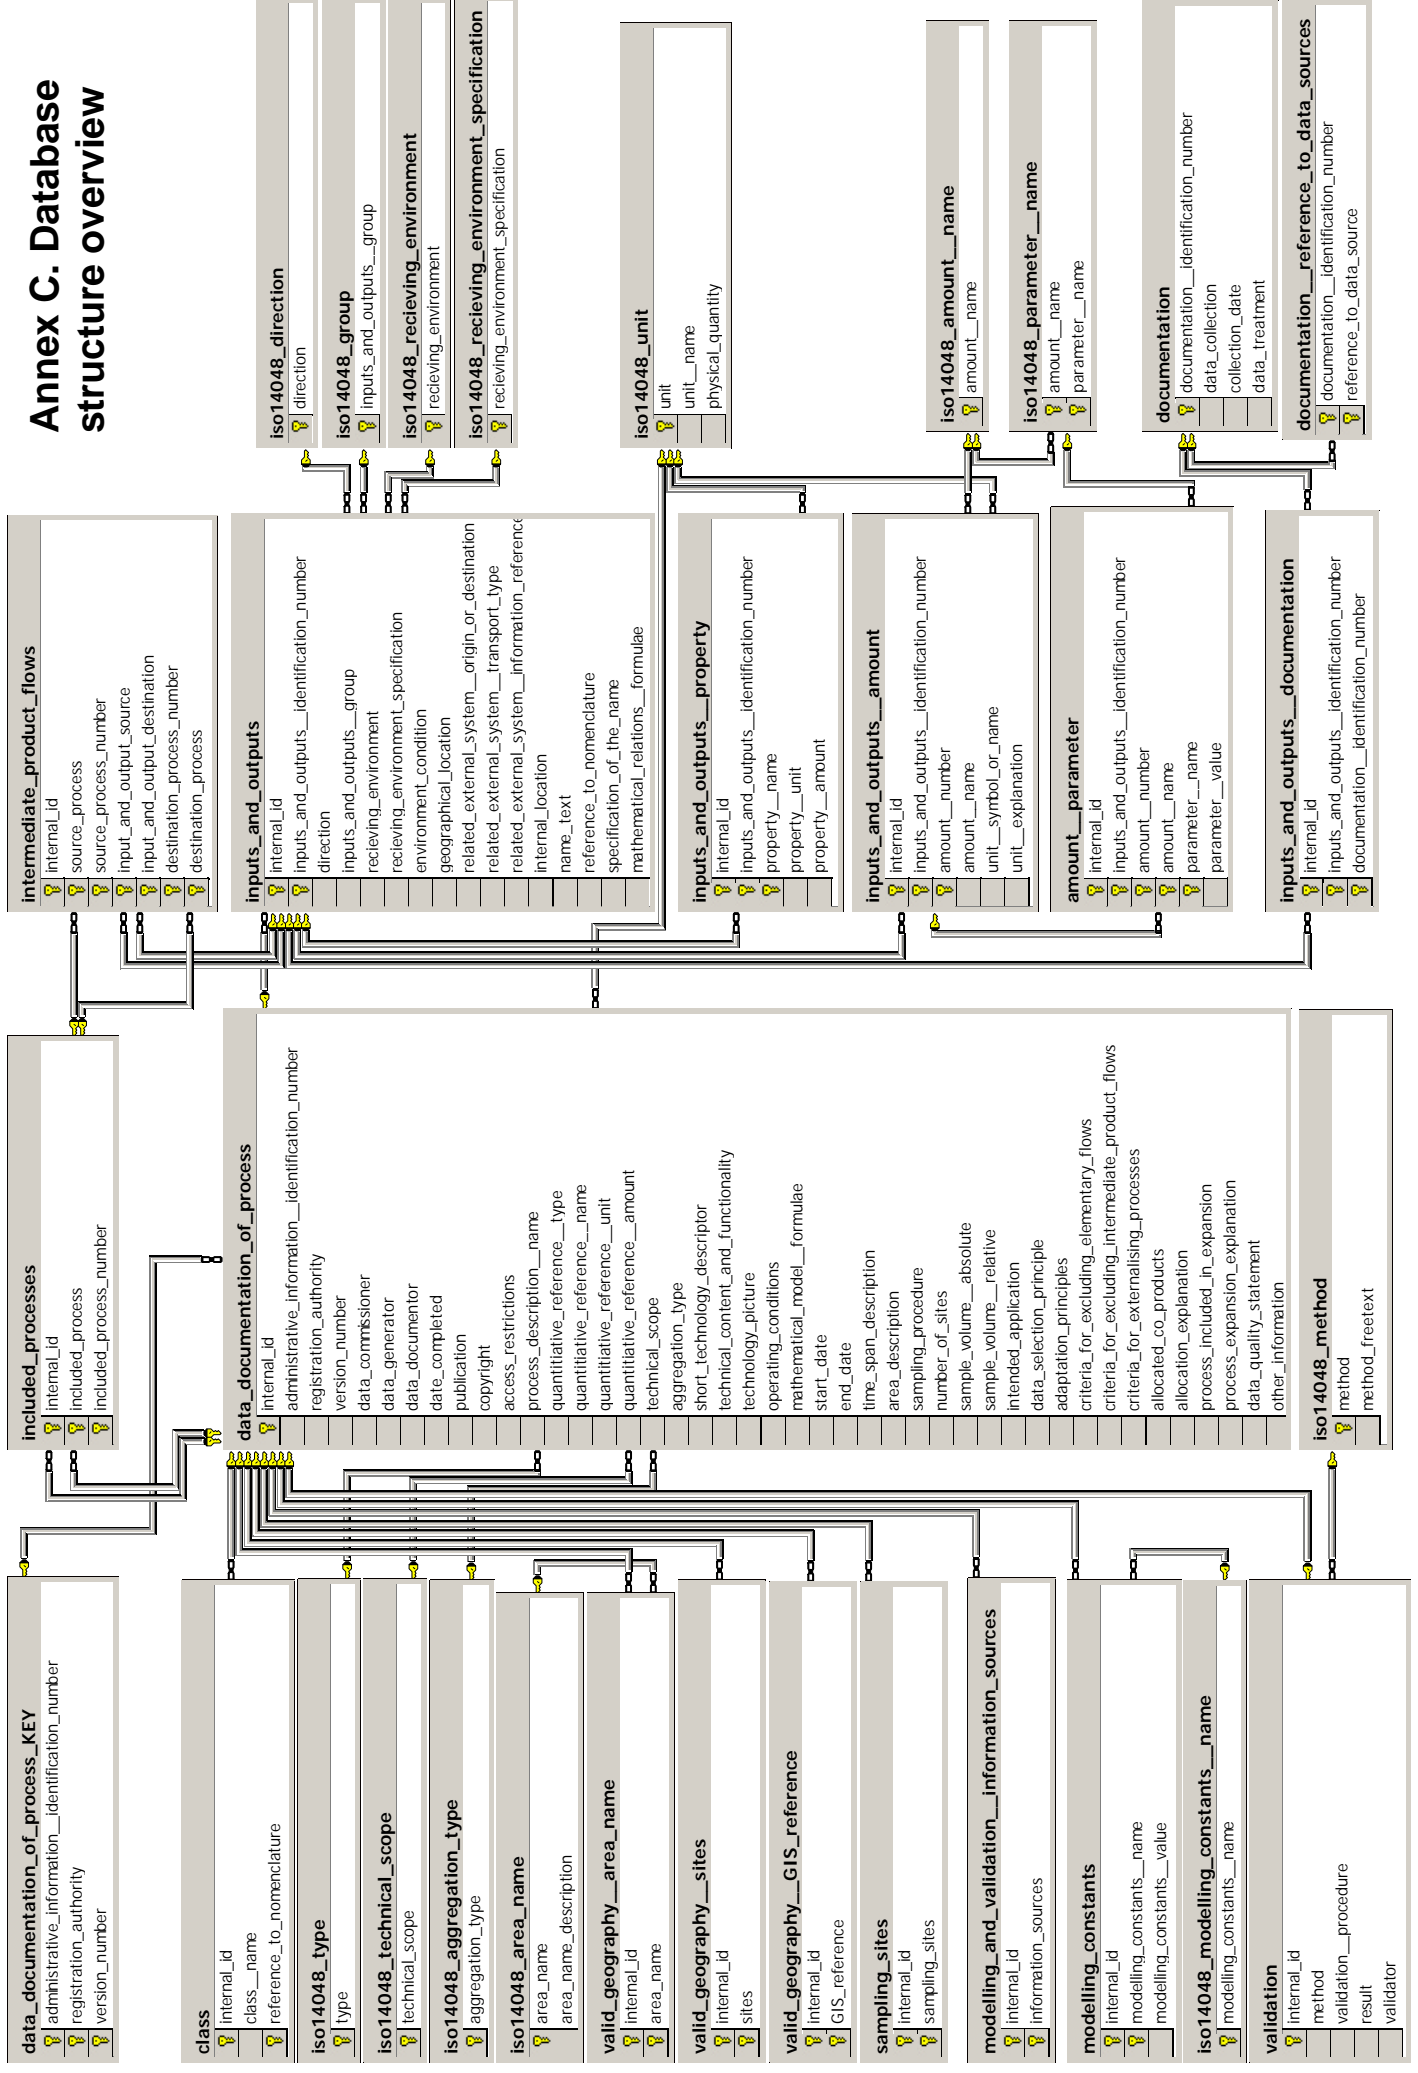 Annex C. Database
structure overview
data_documentation_of_process_KEY
administrative_information__identification_number
registration_authority
version_number
class
internal_id
class__name
reference_to_nomenclature
iso14048_type
type
iso14048_technical_scope
technical_scope
iso14048_aggregation_type
aggregation_type
iso14048_area_name
area_name
area_name_description
valid_geography__area_name
internal_id
area_name
valid_geography__sites
internal_id
sites
valid_geography__GIS_reference
internal_id
GIS_reference
sampling_sites
internal_id
sampling_sites
modelling_and_validation__information_sources
internal_id
information_sources
modelling_constants
internal_id
modelling_constants__name
modelling_constants__value
iso14048_modelling_constants__name
modelling_constants__name
validation
internal_id
method
validation__procedure
result
validator
included_processes
internal_id
included_process
included_process_number
data_documentation_of_process
internal_id
administrative_information__identification_number
registration_authority
version_number
data_commissioner
data_generator
data_documentor
date_completed
publication
copyright
access_restrictions
process_description__name
quantitative_reference__type
quantitative_reference__name
quantitiative_reference__unit
quantitiative_reference__amount
technical_scope
aggregation_type
short_technology_descriptor
technical_content_and_functionality
technology_picture
operating_conditions
mathematical_model__formulae
start_date
end_date
time_span_description
area_description
sampling_procedure
number_of_sites
sample_volume__absolute
sample_volume__relative
intended_application
data_selection_principle
adaption_principles
criteria_for_excluding_elementary_flows
criteria_for_excluding_intermediate_product_flows
criteria_for_externalising_processes
allocated_co_products
allocation_explanation
process_included_in_expansion
process_expansion_explanation
data_quality_statement
other_information
iso14048_method
method
method_freetext
intermediate_product_flows
internal_id
source_process
source_process_number
input_and_output_source
input_and_output_destination
destination_process_number
destination_process
inputs_and_outputs
internal_id
inputs_and_outputs__identification_number
direction
inputs_and_outputs__group
recieving_environment
recieving_environment_specification
environment_condition
geographical_location
related_external_system__origin_or_destination
related_external_system__transport_type
related_external_system__information_reference
internal_location
name_text
reference_to_nomenclature
specification_of_the_name
mathematical_relations__formulae
inputs_and_outputs__property
internal_id
inputs_and_outputs__identification_number
property__name
property__unit
property__amount
inputs_and_outputs__amount
internal_id
inputs_and_outputs__identification_number
amount__number
amount__name
unit__symbol_or_name
unit__explanation
amount__parameter
internal_id
inputs_and_outputs__identification_number
amount__number
amount__name
parameter__name
parameter__value
inputs_and_outputs__documentation
internal_id
inputs_and_outputs__identification_number
documentation__identification_number
iso14048_direction
direction
iso14048_group
inputs_and_outputs__group
iso14048_recieving_environment
recieving_environment
iso14048_recieving_environment_specification
recieving_environment_specification
iso14048_unit
unit
unit__name
physical_quantity
iso14048_amount__name
amount__name
iso14048_parameter__name
amount__name
parameter__name
documentation
documentation__identification_number
data_collection
collection_date
data_treatment
documentation__reference_to_data_sources
documentation__identification_number
reference_to_data_source